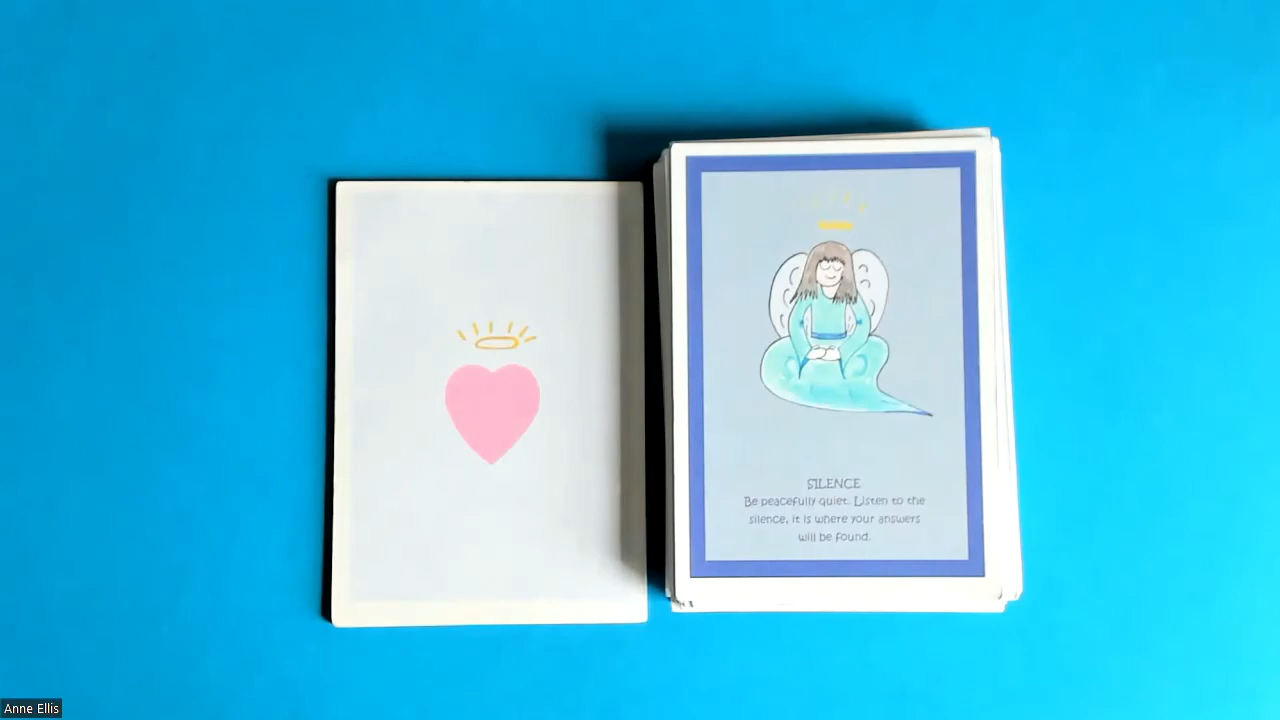 SILENCE
Be peacefully quiet. Listen to the
silence, it is where your answers
will be found.
Anne Ellis